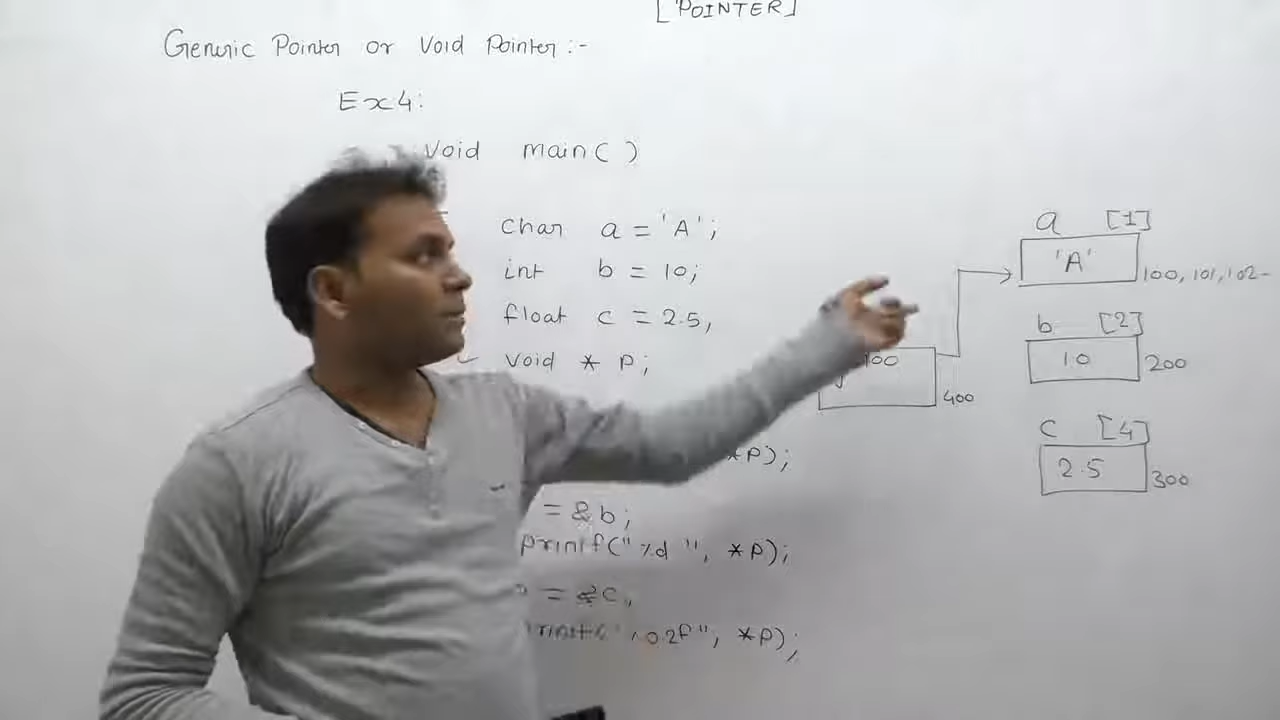 [POINTER]
Generic Pointer or Void Pointer :-
Ex4:
Void main( )
char a = 'A';
int b = 10;
float c = 2.5,
void * p;
*p);
= &b;
printf("%d ", *p);
= &c,
0.2f", *p);
a [1]
'A'
100, 101, 102-
b [2]
10
200
100
400
c [4]
2.5
300